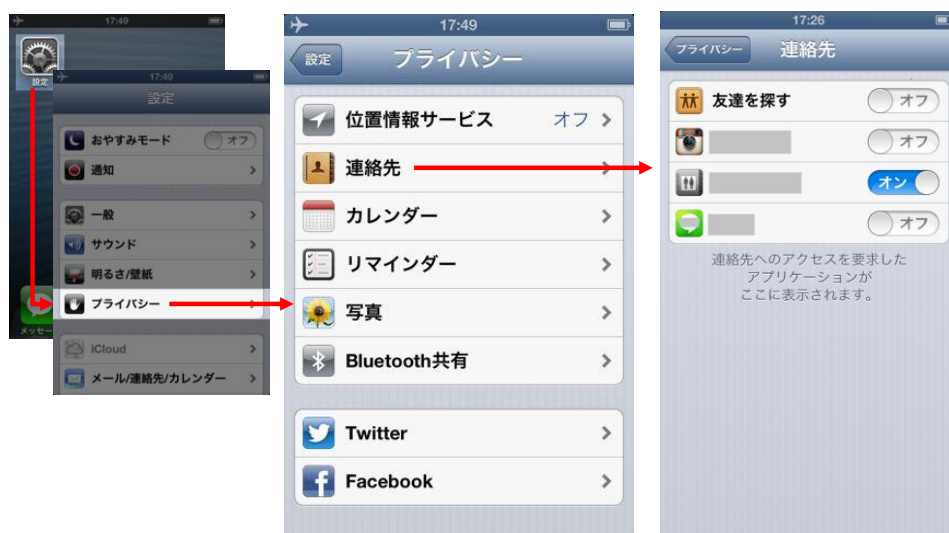 17:49
設定
メッセー
17:49
設定
おやすみモード オフ
通知
一般
サウンド
明るさ/壁紙
プライバシー
iCloud
メール/連絡先/カレンダー
17:49
設定 プライバシー
位置情報サービス オフ
連絡先
カレンダー
リマインダー
写真
Bluetooth共有
Twitter
Facebook
17:26
プライバシー 連絡先
友達を探す オフ
オフ
オン
オフ
連絡先へのアクセスを要求した
アプリケーションが
ここに表示されます。